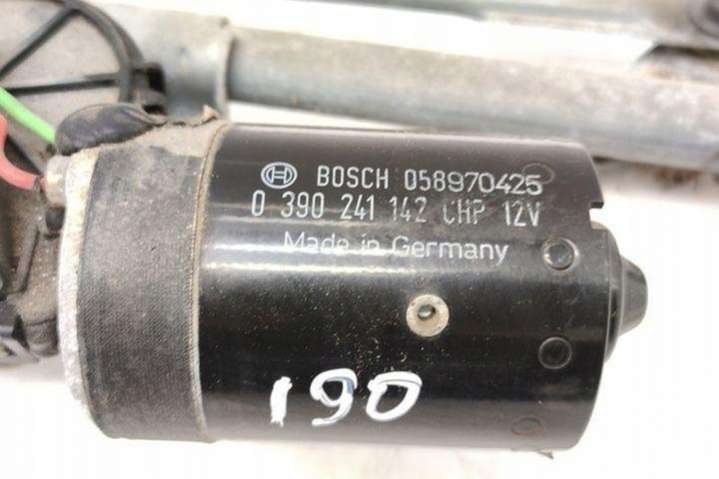 BOSCH 058970425
0 390 241 142 CHP 12V
Made in Germany
190